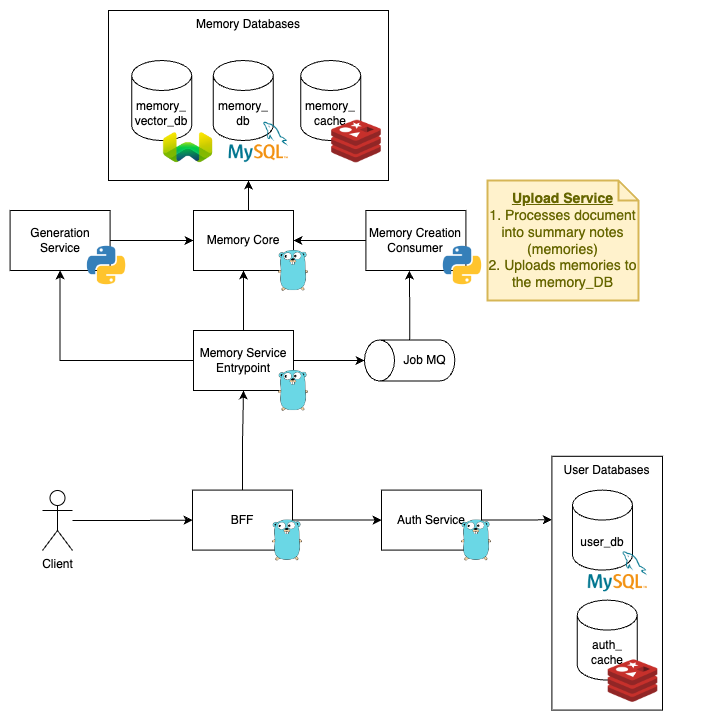 Memory Databases
memory_
vector_db
memory_
db
memory_
cache
MySQL™
Generation
Service
Memory Core
Memory Creation
Consumer
Upload Service
1. Processes document
into summary notes
(memories)
2. Uploads memories to
the memory_DB
Memory Service
Entrypoint
Job MQ
Client
BFF
Auth Service
User Databases
user_db
MySQL™
auth_
cache